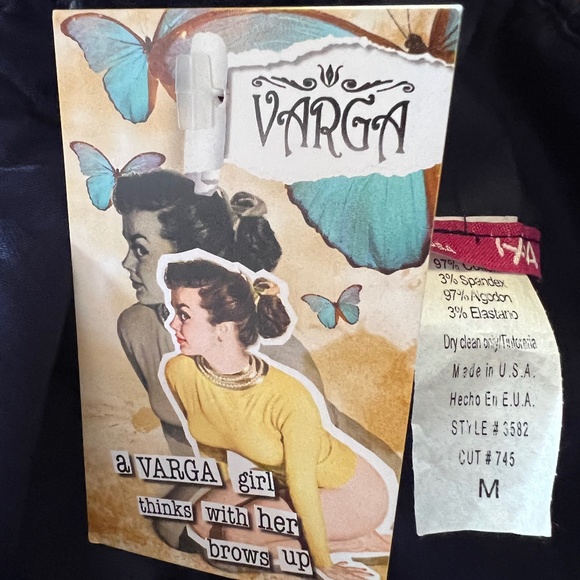 VARGA
a VARGA girl
thinks with her
brows up
97%
3% Spandex
97% Algodon
3% Elastano
Dry clean only/Tintoreria
Made in U.S.A.
Hecho En E.U.A.
STYLE # 3582
CUT # 745
M